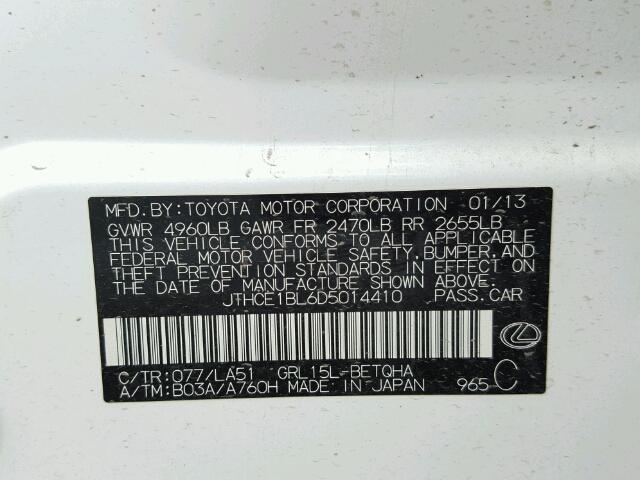 MFD.BY:TOYOTA MOTOR CORPORATION 01/13
GVWR 4960LB GAWR FR 2470LB RR 2655LB
THIS VEHICLE CONFORMS TO ALL APPLICABLE
FEDERAL MOTOR VEHICLE SAFETY,BUMPER,AND
THEFT PREVENTION STANDARDS IN EFFECT ON
THE DATE OF MANUFACTURE SHOWN ABOVE.
JTHCE1BL6D5014410 PASS.CAR
C/TR:077/LA51 GRL15L-BETQHA
A/TM:B03A/A760H MADE IN JAPAN 965 C